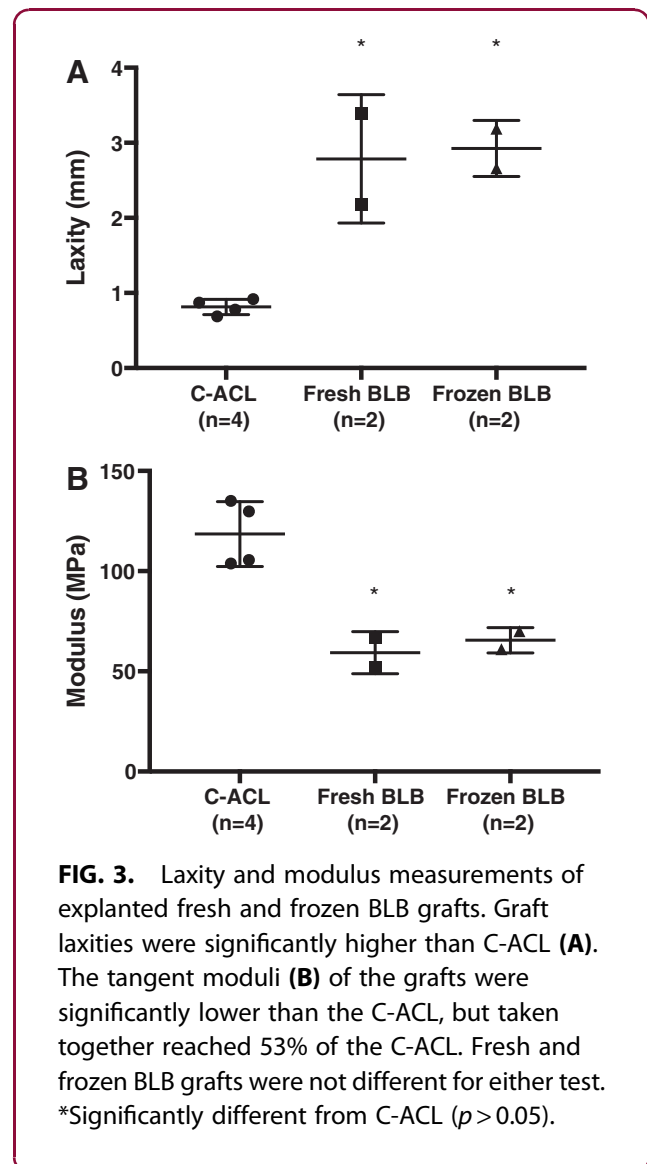 A
*
*
4
3
2
1
0
Laxity (mm)
C-ACL Fresh BLB Frozen BLB
(n=4) (n=2) (n=2)
B
150
100
50
0
Modulus (MPa)
*
*
C-ACL Fresh BLB Frozen BLB
(n=4) (n=2) (n=2)
FIG. 3. Laxity and modulus measurements of
explanted fresh and frozen BLB grafts. Graft
laxities were significantly higher than C-ACL (A).
The tangent moduli (B) of the grafts were
significantly lower than the C-ACL, but taken
together reached 53% of the C-ACL. Fresh and
frozen BLB grafts were not different for either test.
*Significantly different from C-ACL (p > 0.05).